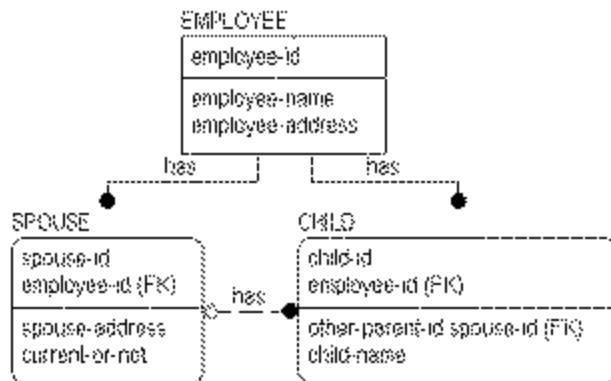 EMPLOYEE
employee-id
employee-name
employee-address
has
has
SPOUSE
spouse-id
employee-id (FK)
spouse-address
current-or-not
has
CHILD
child-id
employee-id (FK)
other-parent-id.spouse-id (FK)
child-name